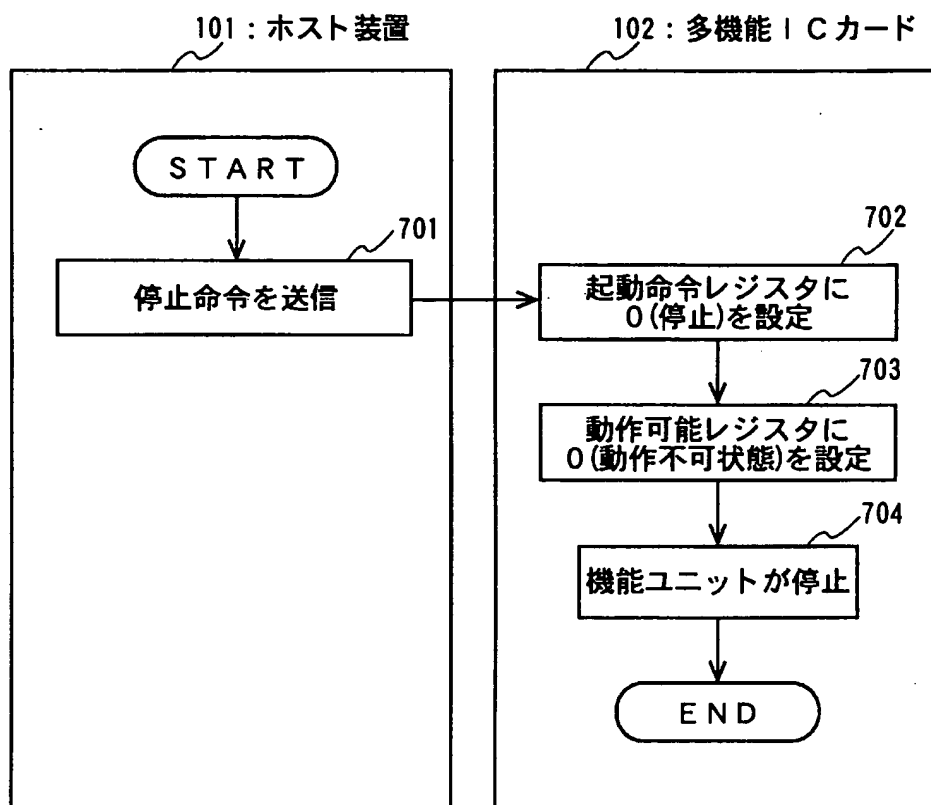 101：ホスト装置
102：多機能ICカード
START
701
停止命令を送信
702
起動命令レジスタに
0(停止)を設定
703
動作可能レジスタに
0(動作不可状態)を設定
704
機能ユニットが停止
END